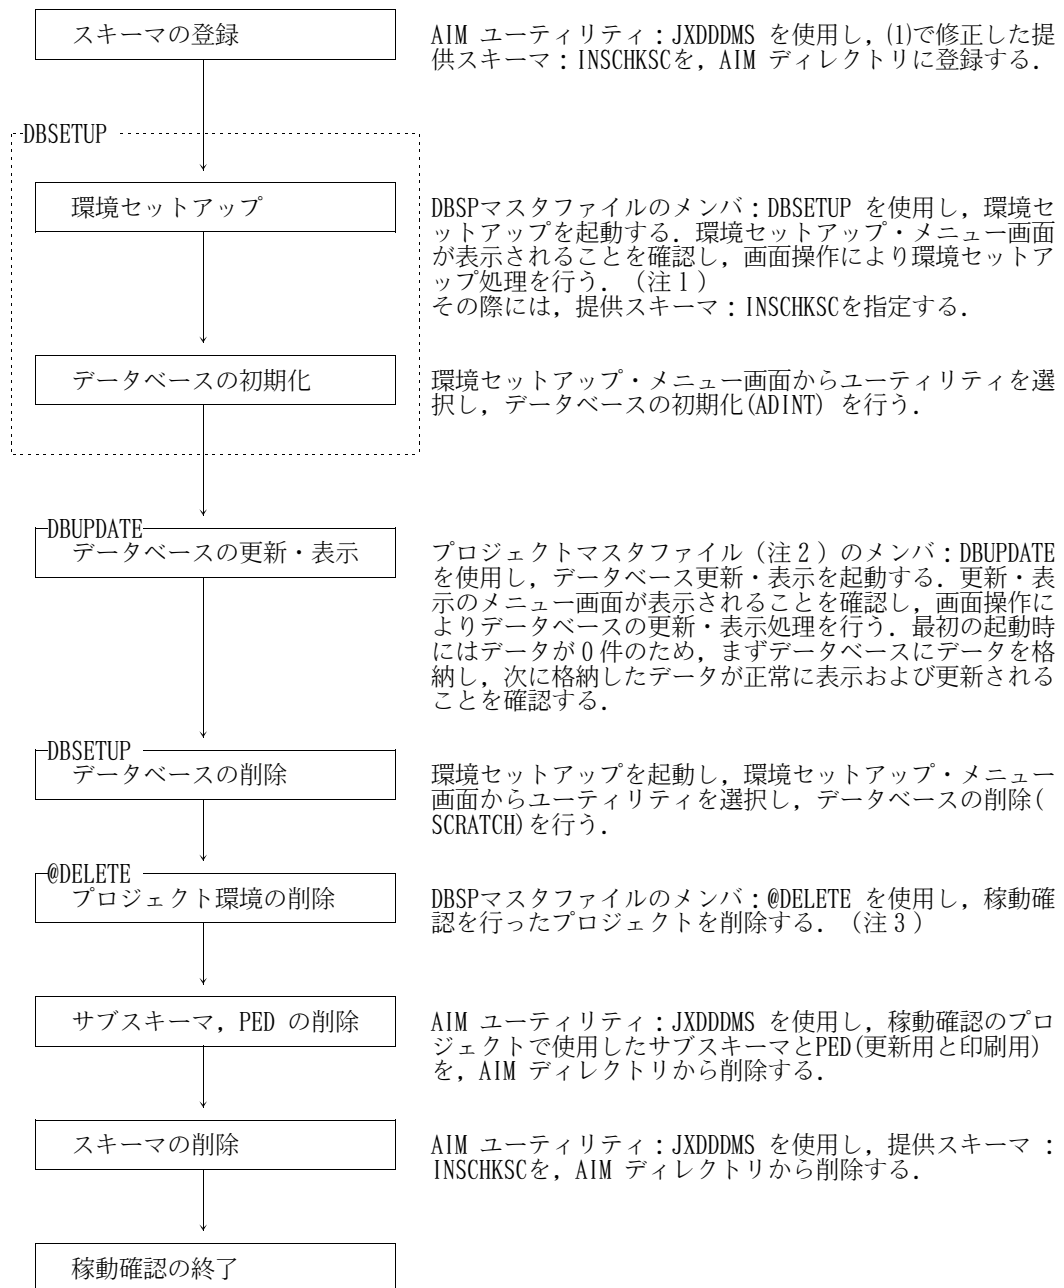 スキーマの登録
AIM ユーティリティ：JXDDDMS を使用し，(1)で修正した提
供スキーマ：INSCHKSCを，AIM ディレクトリに登録する．
DBSETUP
環境セットアップ
DBSPマスタファイルのメンバ：DBSETUP を使用し，環境セ
ットアップを起動する．環境セットアップ・メニュー画面
が表示されることを確認し，画面操作により環境セットア
ップ処理を行う．（注１）
その際には，提供スキーマ：INSCHKSCを指定する．
データベースの初期化
環境セットアップ・メニュー画面からユーティリティを選
択し，データベースの初期化(ADINT) を行う．
DBUPDATE
データベースの更新・表示
プロジェクトマスタファイル（注２）のメンバ：DBUPDATE
を使用し，データベース更新・表示を起動する．更新・表
示のメニュー画面が表示されることを確認し，画面操作に
よりデータベースの更新・表示処理を行う．最初の起動時
にはデータが０件のため，まずデータベースにデータを格
納し，次に格納したデータが正常に表示および更新される
ことを確認する．
DBSETUP
データベースの削除
環境セットアップを起動し，環境セットアップ・メニュー
画面からユーティリティを選択し，データベースの削除(
SCRATCH)を行う．
@DELETE
プロジェクト環境の削除
DBSPマスタファイルのメンバ：@DELETE を使用し，稼動確
認を行ったプロジェクトを削除する．（注３）
サブスキーマ，PED の削除
AIM ユーティリティ：JXDDDMS を使用し，稼動確認のプロ
ジェクトで使用したサブスキーマとPED(更新用と印刷用)
を，AIM ディレクトリから削除する．
スキーマの削除
AIM ユーティリティ：JXDDDMS を使用し，提供スキーマ：
INSCHKSCを，AIM ディレクトリから削除する．
稼動確認の終了